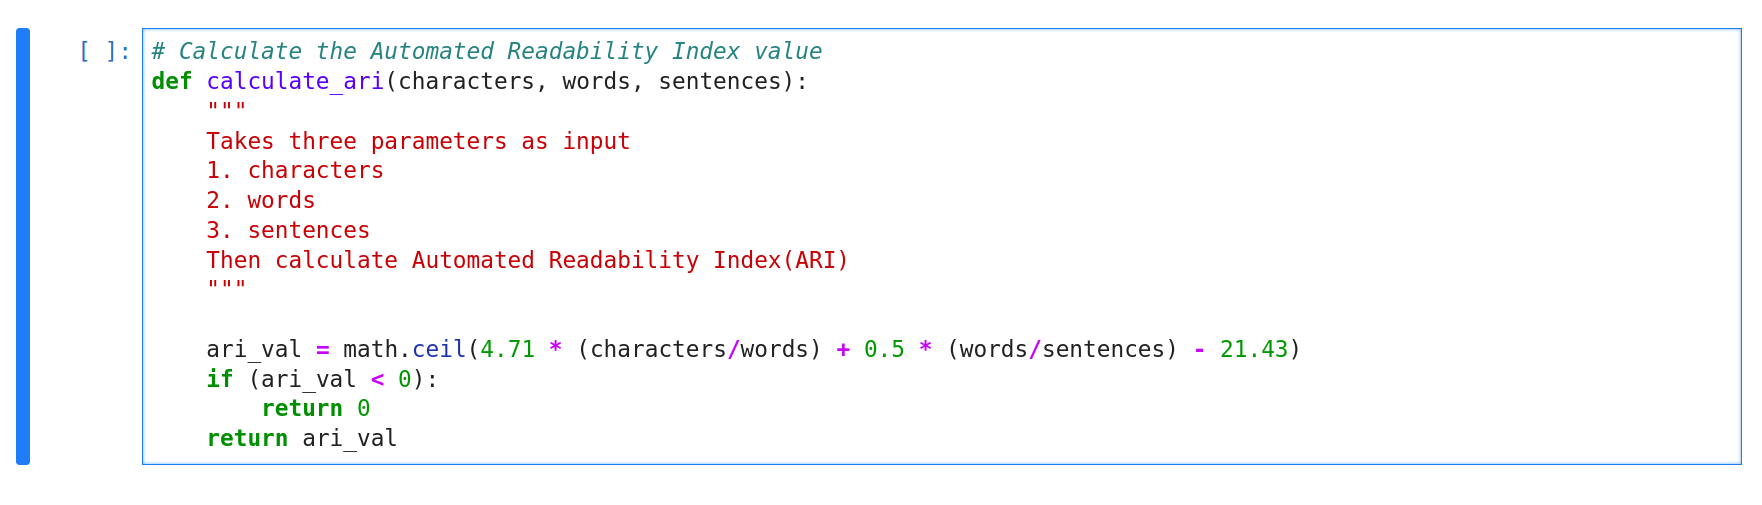 [ ]: # Calculate the Automated Readability Index value
def calculate_ari(characters, words, sentences):
    """
    Takes three parameters as input
    1. characters
    2. words
    3. sentences
    Then calculate Automated Readability Index(ARI)
    """

    ari_val = math.ceil(4.71 * (characters/words) + 0.5 * (words/sentences) - 21.43)
    if (ari_val < 0):
        return 0
    return ari_val